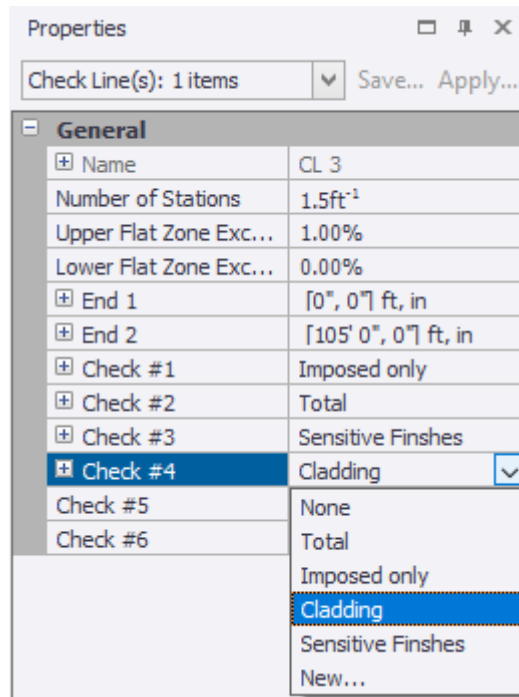 Properties
Check Line(s): 1 items Save... Apply...
General
Name CL 3
Number of Stations 1.5ft⁻¹
Upper Flat Zone Exc... 1.00%
Lower Flat Zone Exc... 0.00%
End 1 [0", 0"] ft, in
End 2 [105' 0", 0"] ft, in
Check #1 Imposed only
Check #2 Total
Check #3 Sensitive Finshes
Check #4 Cladding
Check #5 None
Check #6 Total
Imposed only
Cladding
Sensitive Finshes
New...